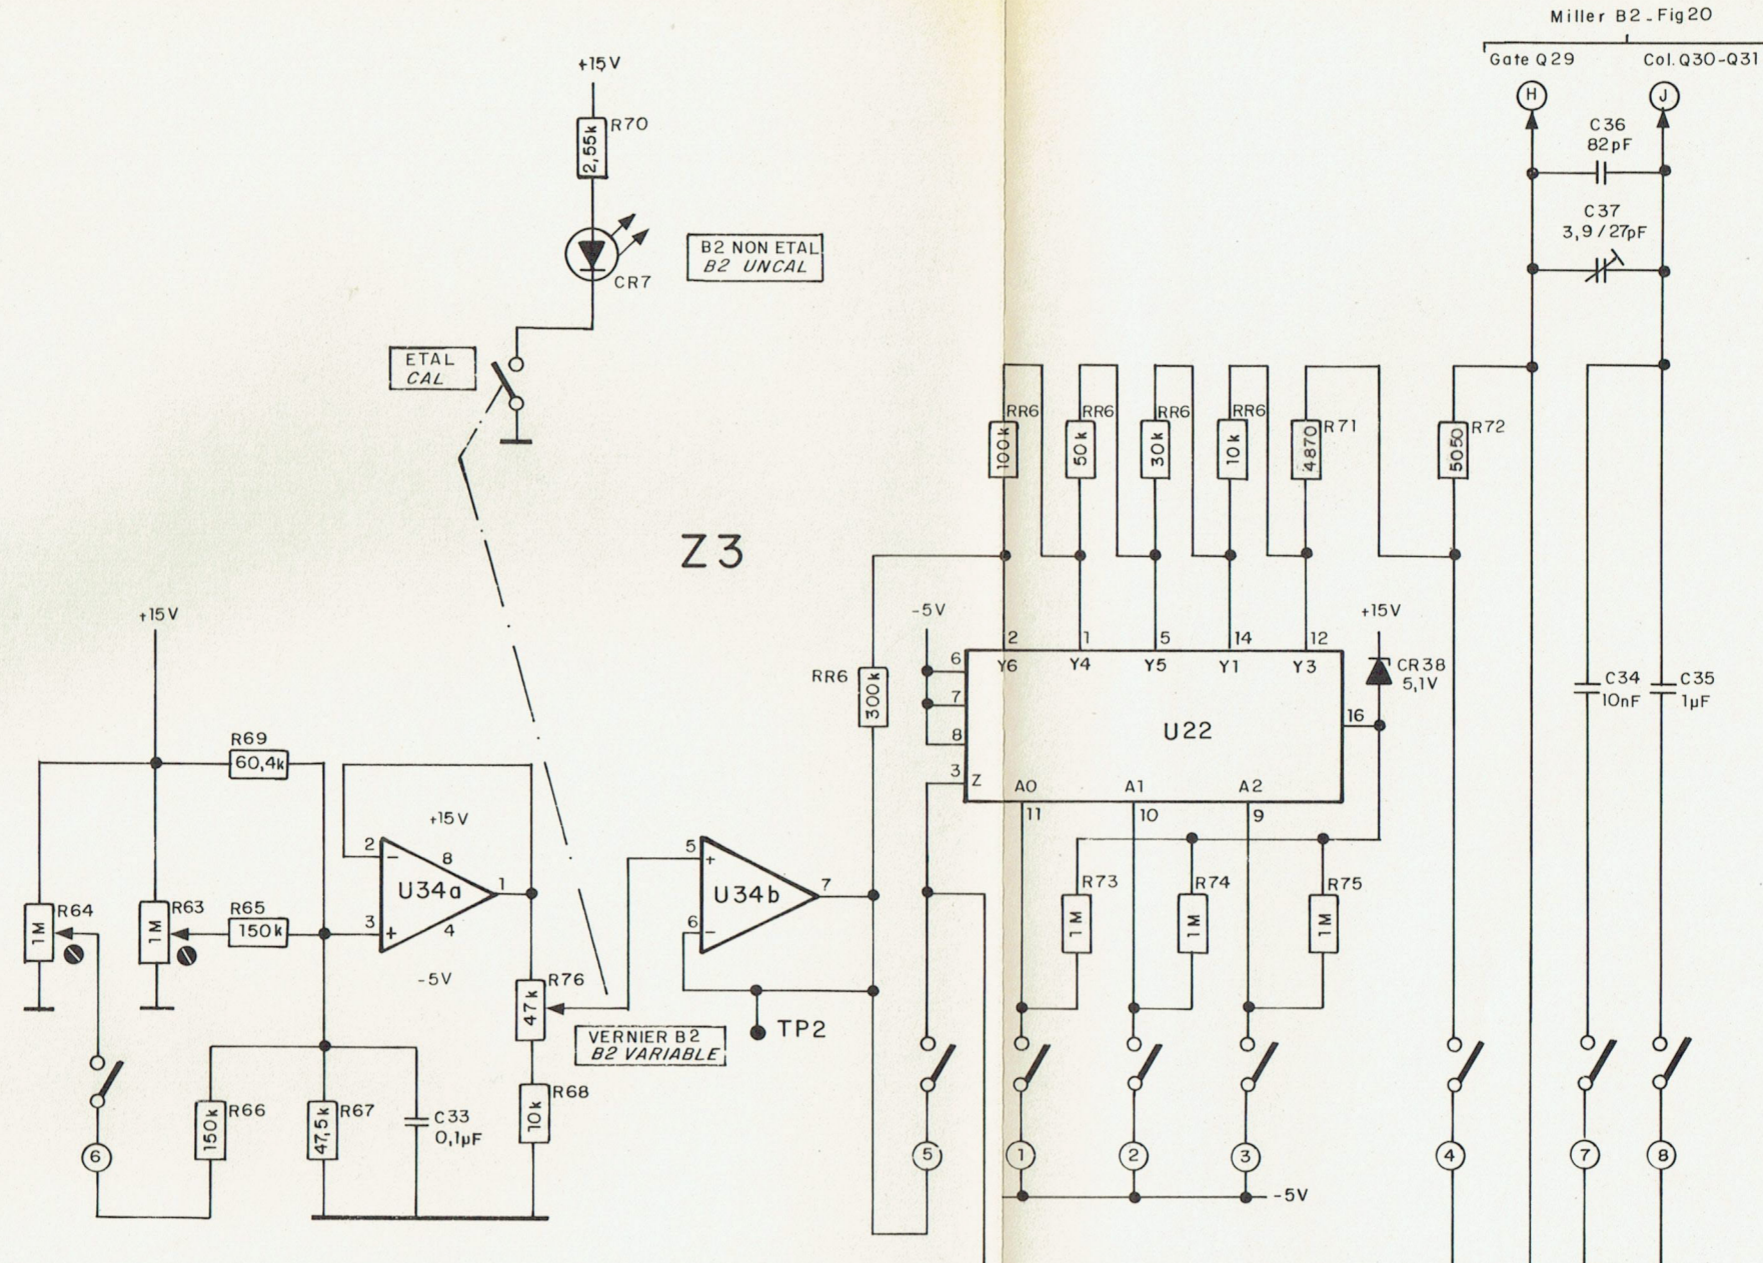 Miller B2 - Fig 20
Gate Q29
Col. Q30-Q31
H
J
C36
82pF
C37
3,9/27pF
+15V
R70
2,55k
B2 NON ETAL
B2 UNCAL
CR7
ETAL
CAL
RR6
100k
RR6
50k
RR6
30k
RR6
10k
R71
4870
R72
5050
Z3
+15V
-5V
+15V
RR6
300k
6
7
8
3
Z
2
1
5
14
12
Y6
Y4
Y5
Y1
Y3
U22
16
CR38
5,1V
C34
10nF
C35
1µF
A0
A1
A2
11
10
9
R69
60,4k
+15V
2
-
8
U34a
1
3
+
4
-5V
5
+
U34b
7
6
-
R64
1M
R63
1M
R65
150k
R73
1M
R74
1M
R75
1M
R76
47k
TP2
VERNIER B2
B2 VARIABLE
R66
150k
R67
47,5k
C33
0,1µF
R68
10k
6
5
1
2
3
4
7
8
-5V